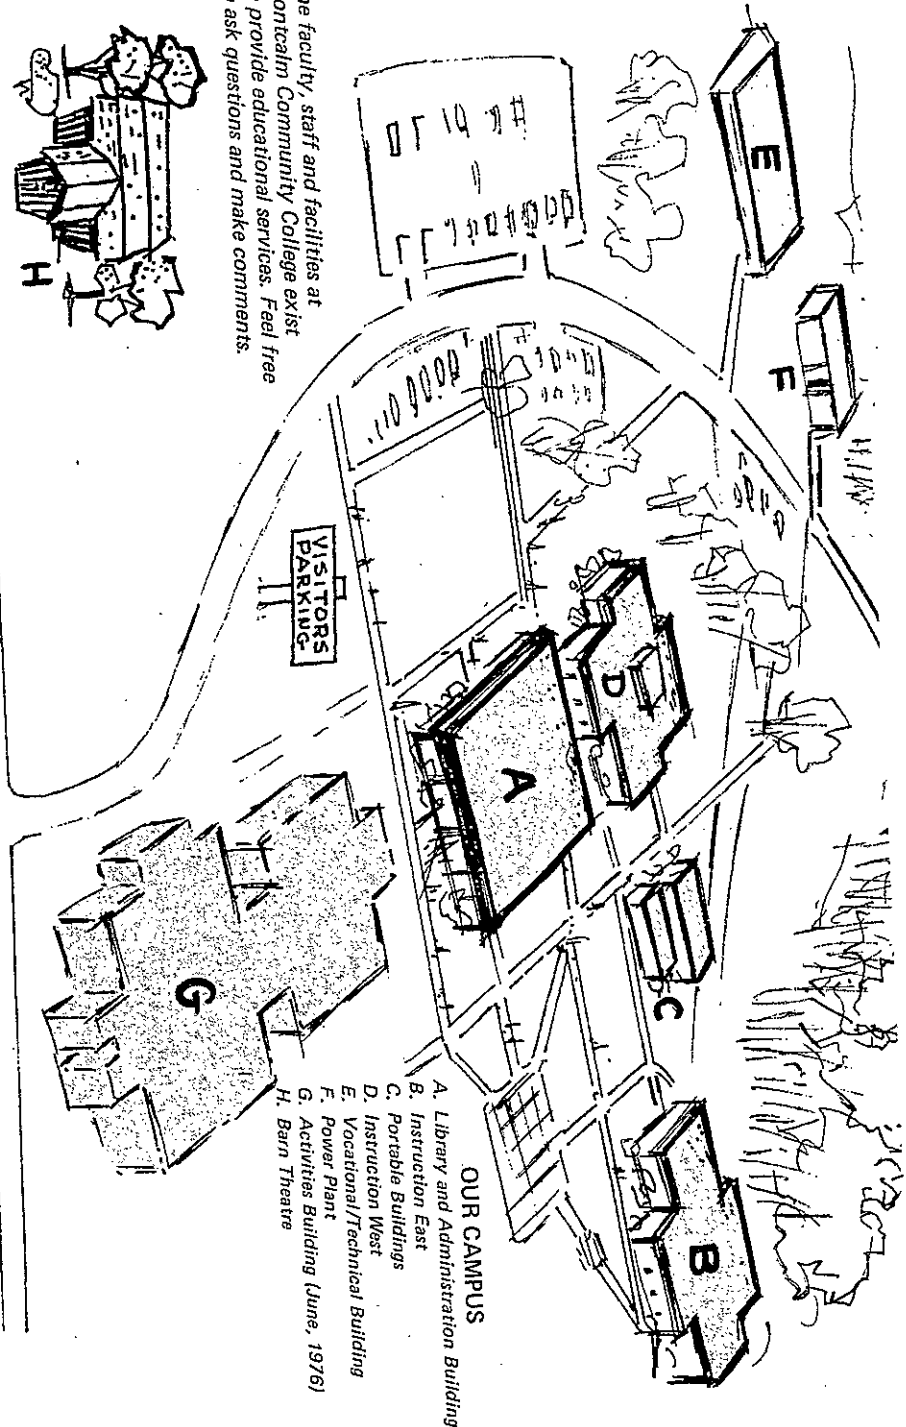 faculty, staff and facilities at
Community College exist
provide educational services. Feel free
ask questions and make comments.
H
E
F
VISITORS
PARKING
D
A
C
G
B
OUR CAMPUS
A. Library and Administration Building
B. Instruction East
C. Portable Buildings
D. Instruction West
E. Vocational/Technical Building
F. Power Plant
G. Activities Building (June, 1976)
H. Barn Theatre